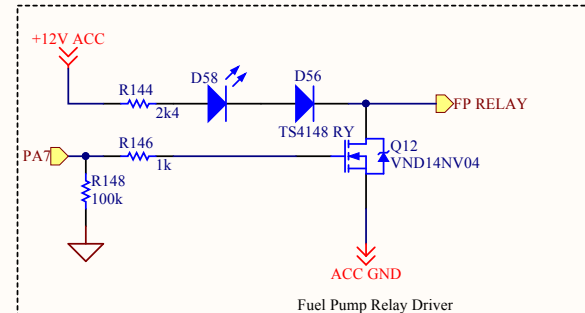 +12V ACC
R144
2k4
D58
D56
TS4148 RY
FP RELAY
PA7
R146
1k
Q12
VND14NV04
R148
100k
ACC GND
Fuel Pump Relay Driver